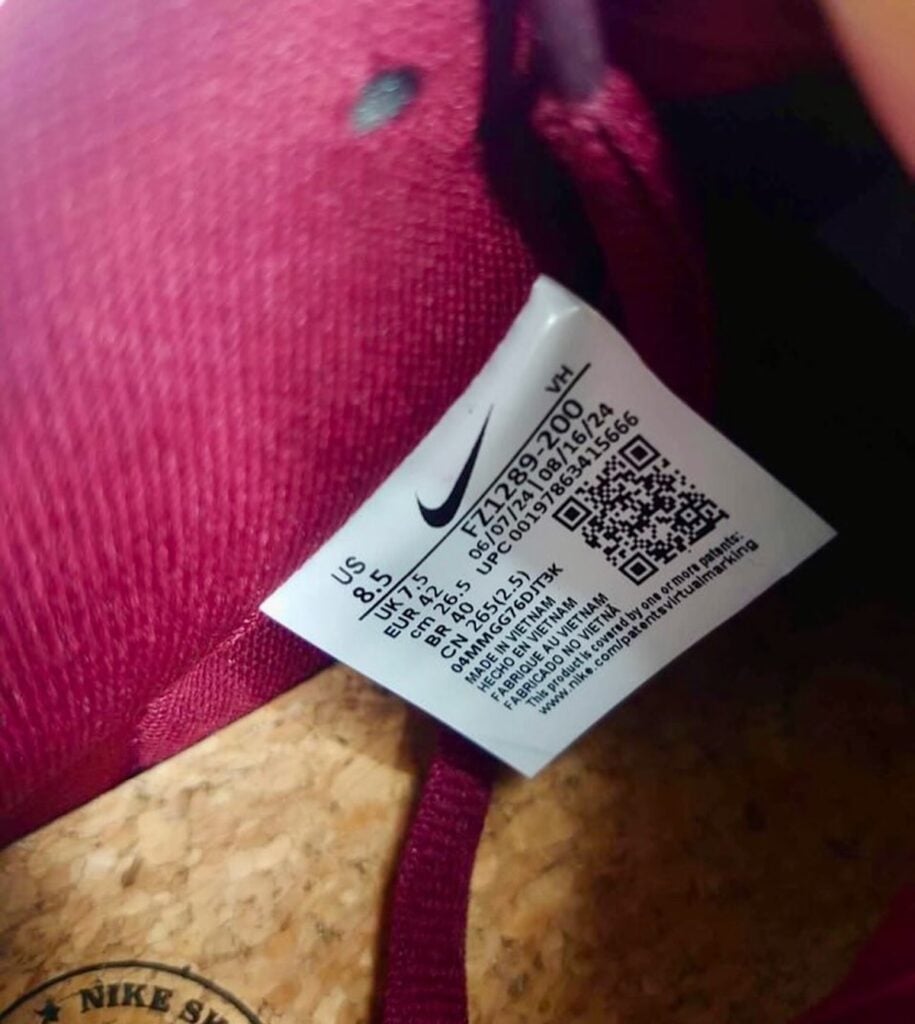 VH
US
8.5
FZ1289-200
06/07/24|08/16/24
UPC 00197863415666
UK 7.5
EUR 42
cm 26.5
BR 40
CN 265(2.5)
04MMGG76DJT3K
MADE IN VIETNAM
HECHO EN VIETNAM
FABRIQUE AU VIETNAM
FABRICADO NO VIETNÃ
This product is covered by one or more patents:
www.nike.com/patentsvirtualmarking
NIKE